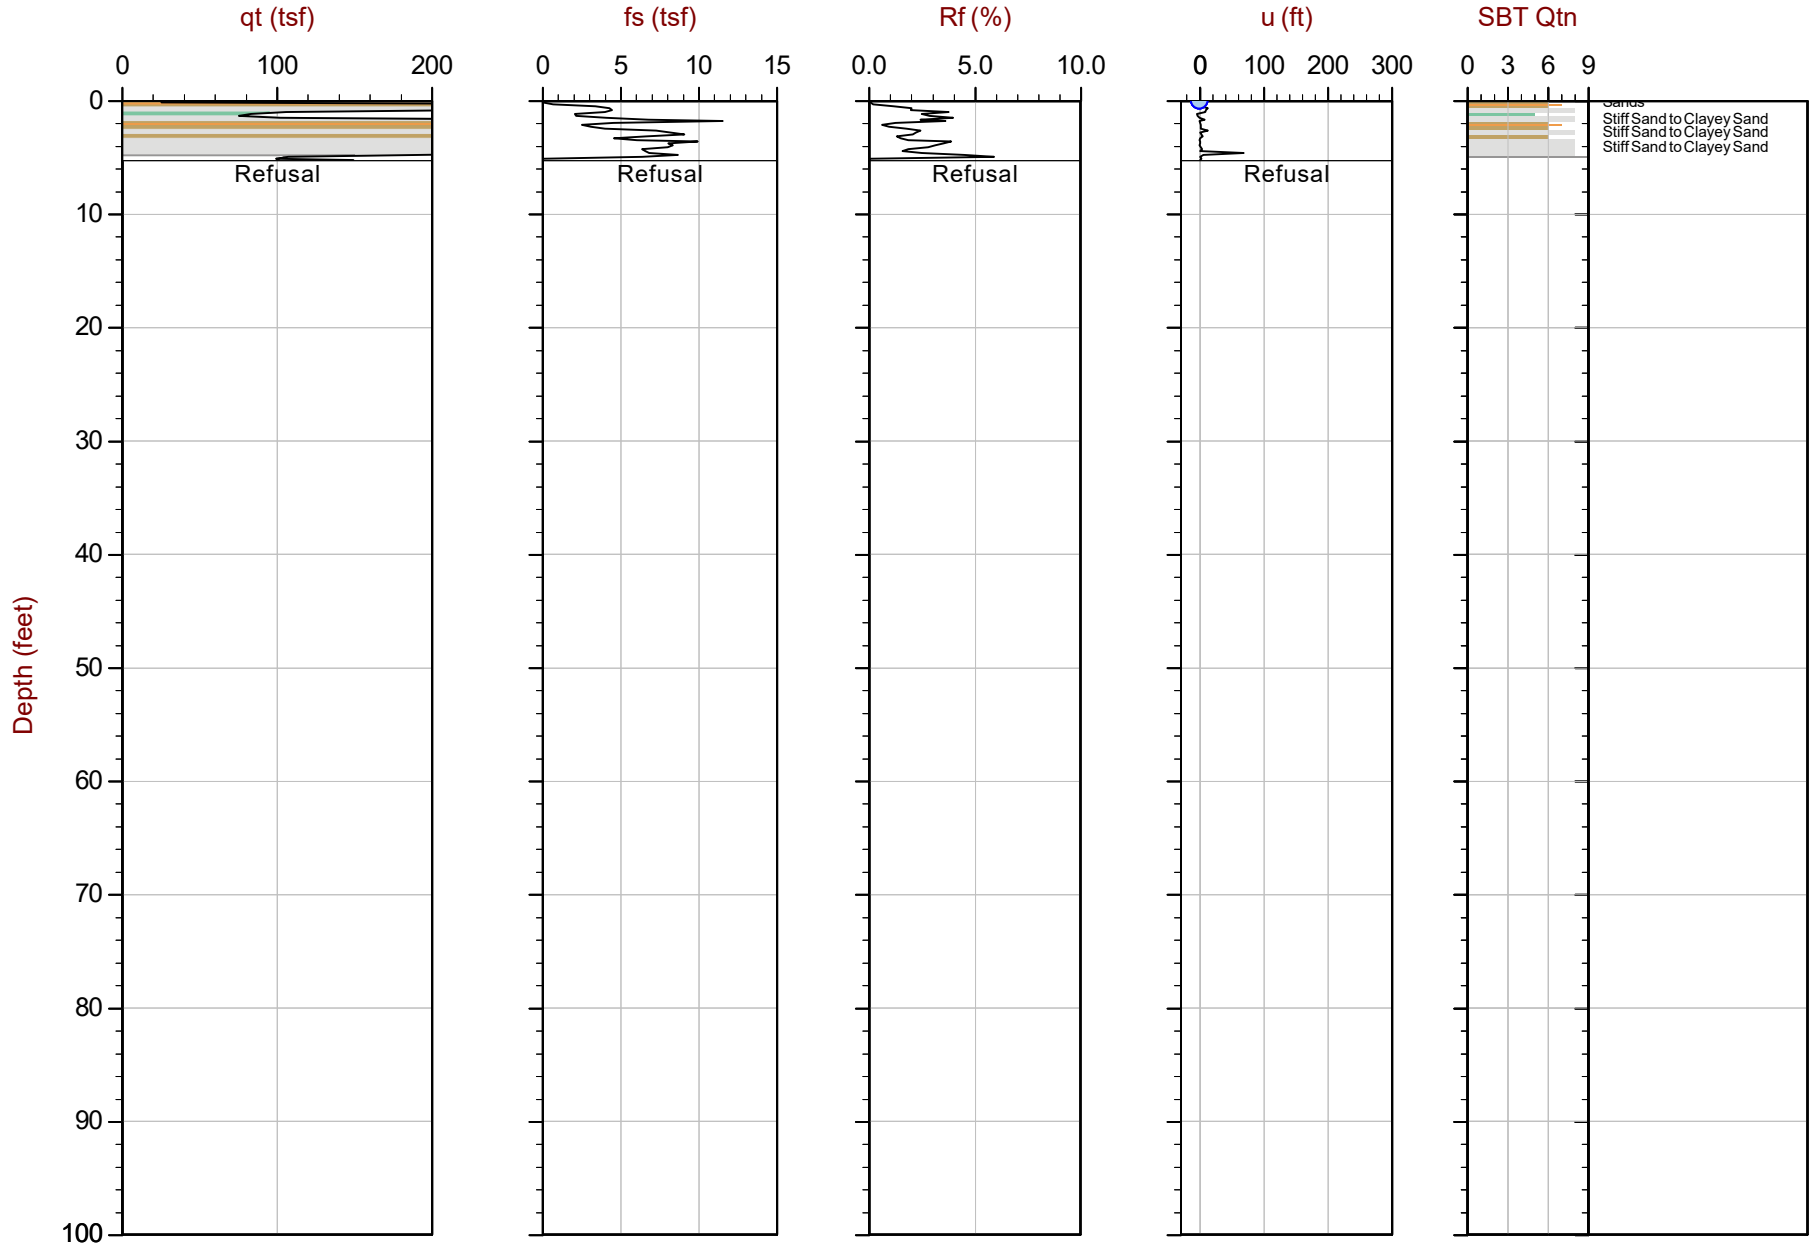 qt (tsf) fs (tsf) Rf (%) u (ft) SBT Qtn
0 100 200 0 5 10 15 0.0 5.0 10.0 0 100 200 300 0 3 6 9
0
Sands
Stiff Sand to Clayey Sand
Stiff Sand to Clayey Sand
Stiff Sand to Clayey Sand
Refusal Refusal Refusal Refusal
10
20
30
40
50
60
70
80
90
100
Depth (feet)